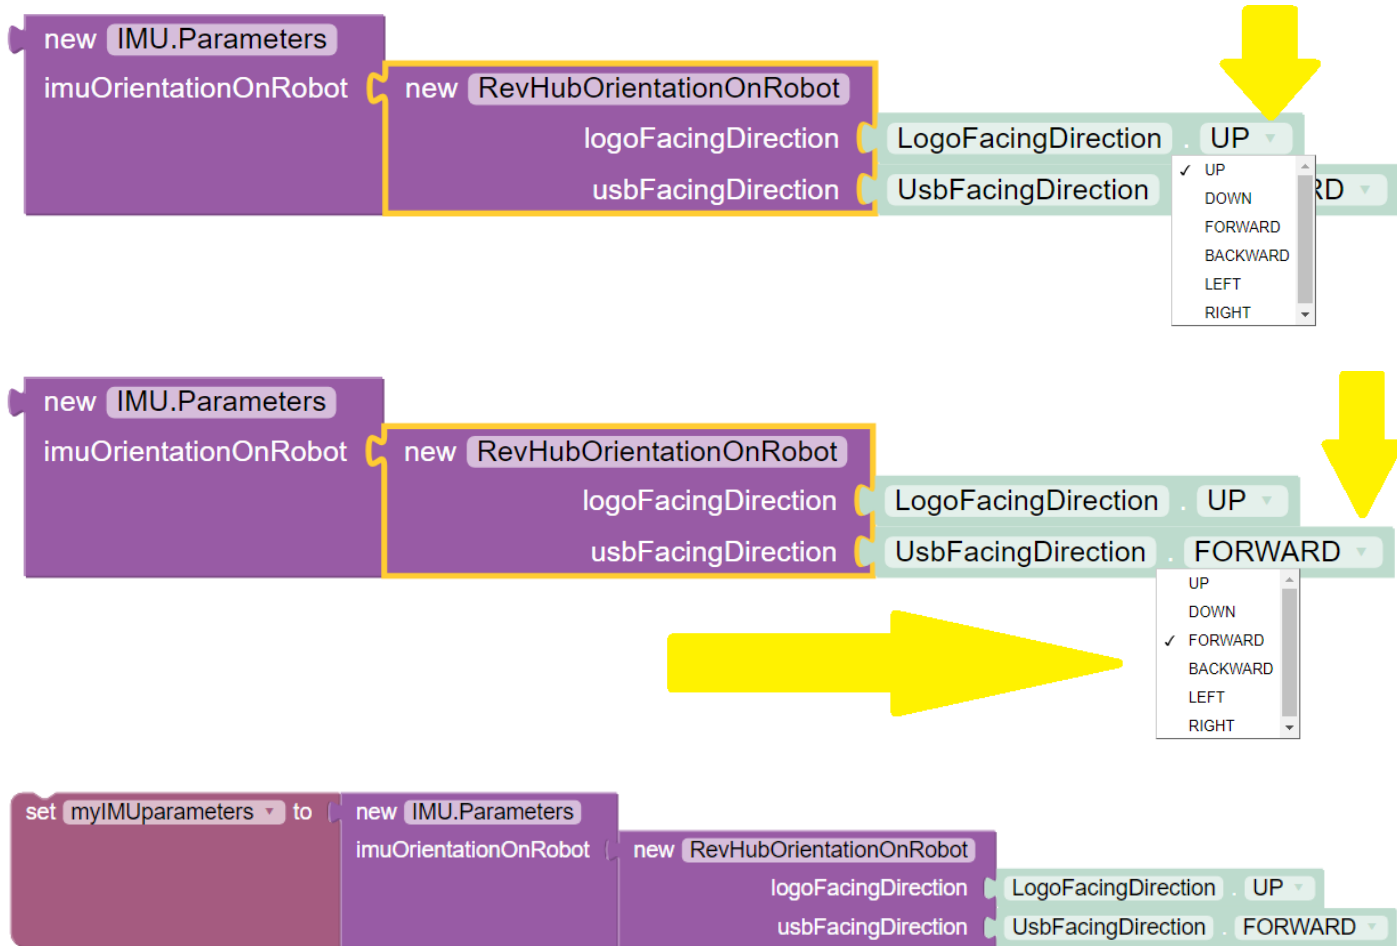 new IMU.Parameters
imuOrientationOnRobot new RevHubOrientationOnRobot
logoFacingDirection LogoFacingDirection . UP
usbFacingDirection UsbFacingDirection RD
✓ UP
DOWN
FORWARD
BACKWARD
LEFT
RIGHT
new IMU.Parameters
imuOrientationOnRobot new RevHubOrientationOnRobot
logoFacingDirection LogoFacingDirection . UP
usbFacingDirection UsbFacingDirection . FORWARD
UP
DOWN
✓ FORWARD
BACKWARD
LEFT
RIGHT
set myIMUparameters to new IMU.Parameters
imuOrientationOnRobot new RevHubOrientationOnRobot
logoFacingDirection LogoFacingDirection . UP
usbFacingDirection UsbFacingDirection . FORWARD